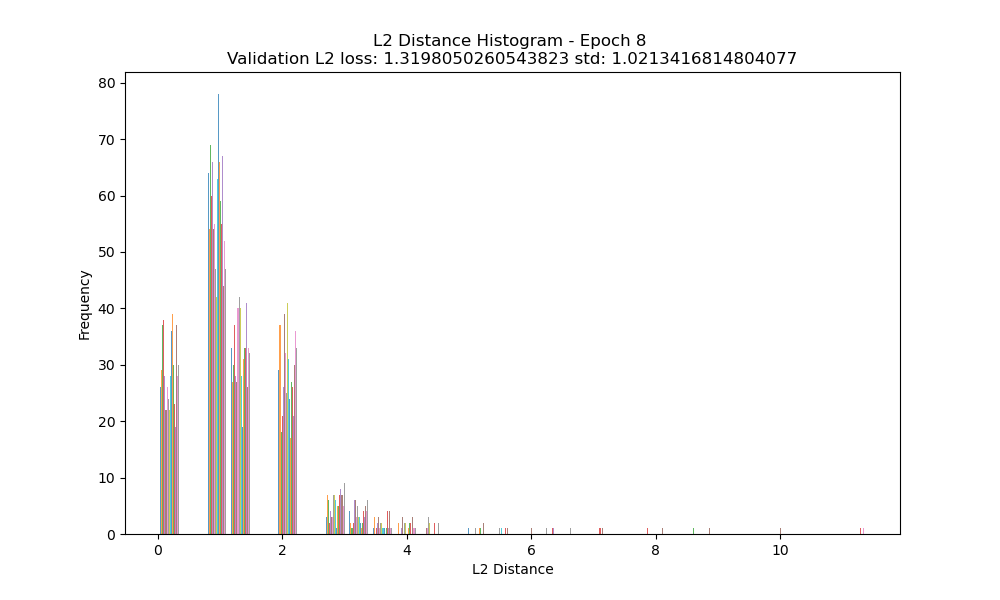 L2 Distance Histogram - Epoch 8
Validation L2 loss: 1.3198050260543823 std: 1.0213416814804077
80
70
60
50
40
30
20
10
0
Frequency
0 2 4 6 8 10
L2 Distance